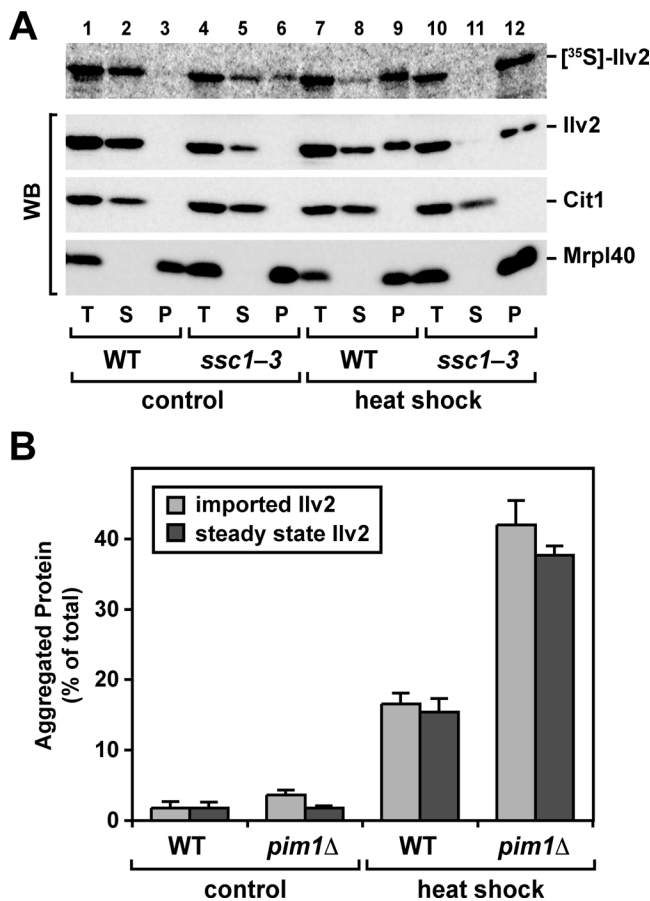 A
1 2 3 4 5 6 7 8 9 10 11 12
[³⁵S]-Ilv2
Ilv2
WB
Cit1
Mrpl40
T S P T S P T S P T S P
WT ssc1–3 WT ssc1–3
control heat shock
B
imported Ilv2
steady state Ilv2
Aggregated Protein
(% of total)
40
30
20
10
0
WT pim1Δ WT pim1Δ
control heat shock